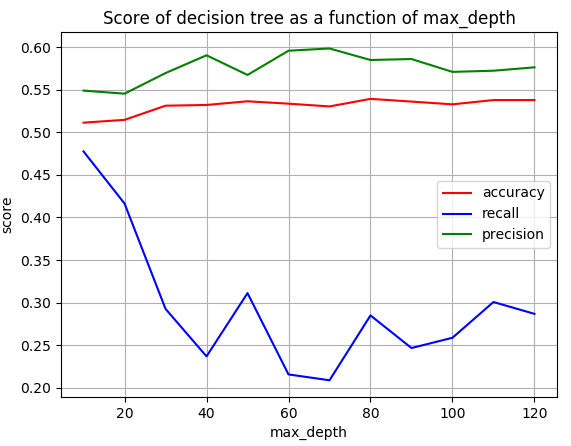 Score of decision tree as a function of max_depth
0.60
0.55
0.50
0.45
0.40
0.35
0.30
0.25
0.20
score
accuracy
recall
precision
20 40 60 80 100 120
max_depth